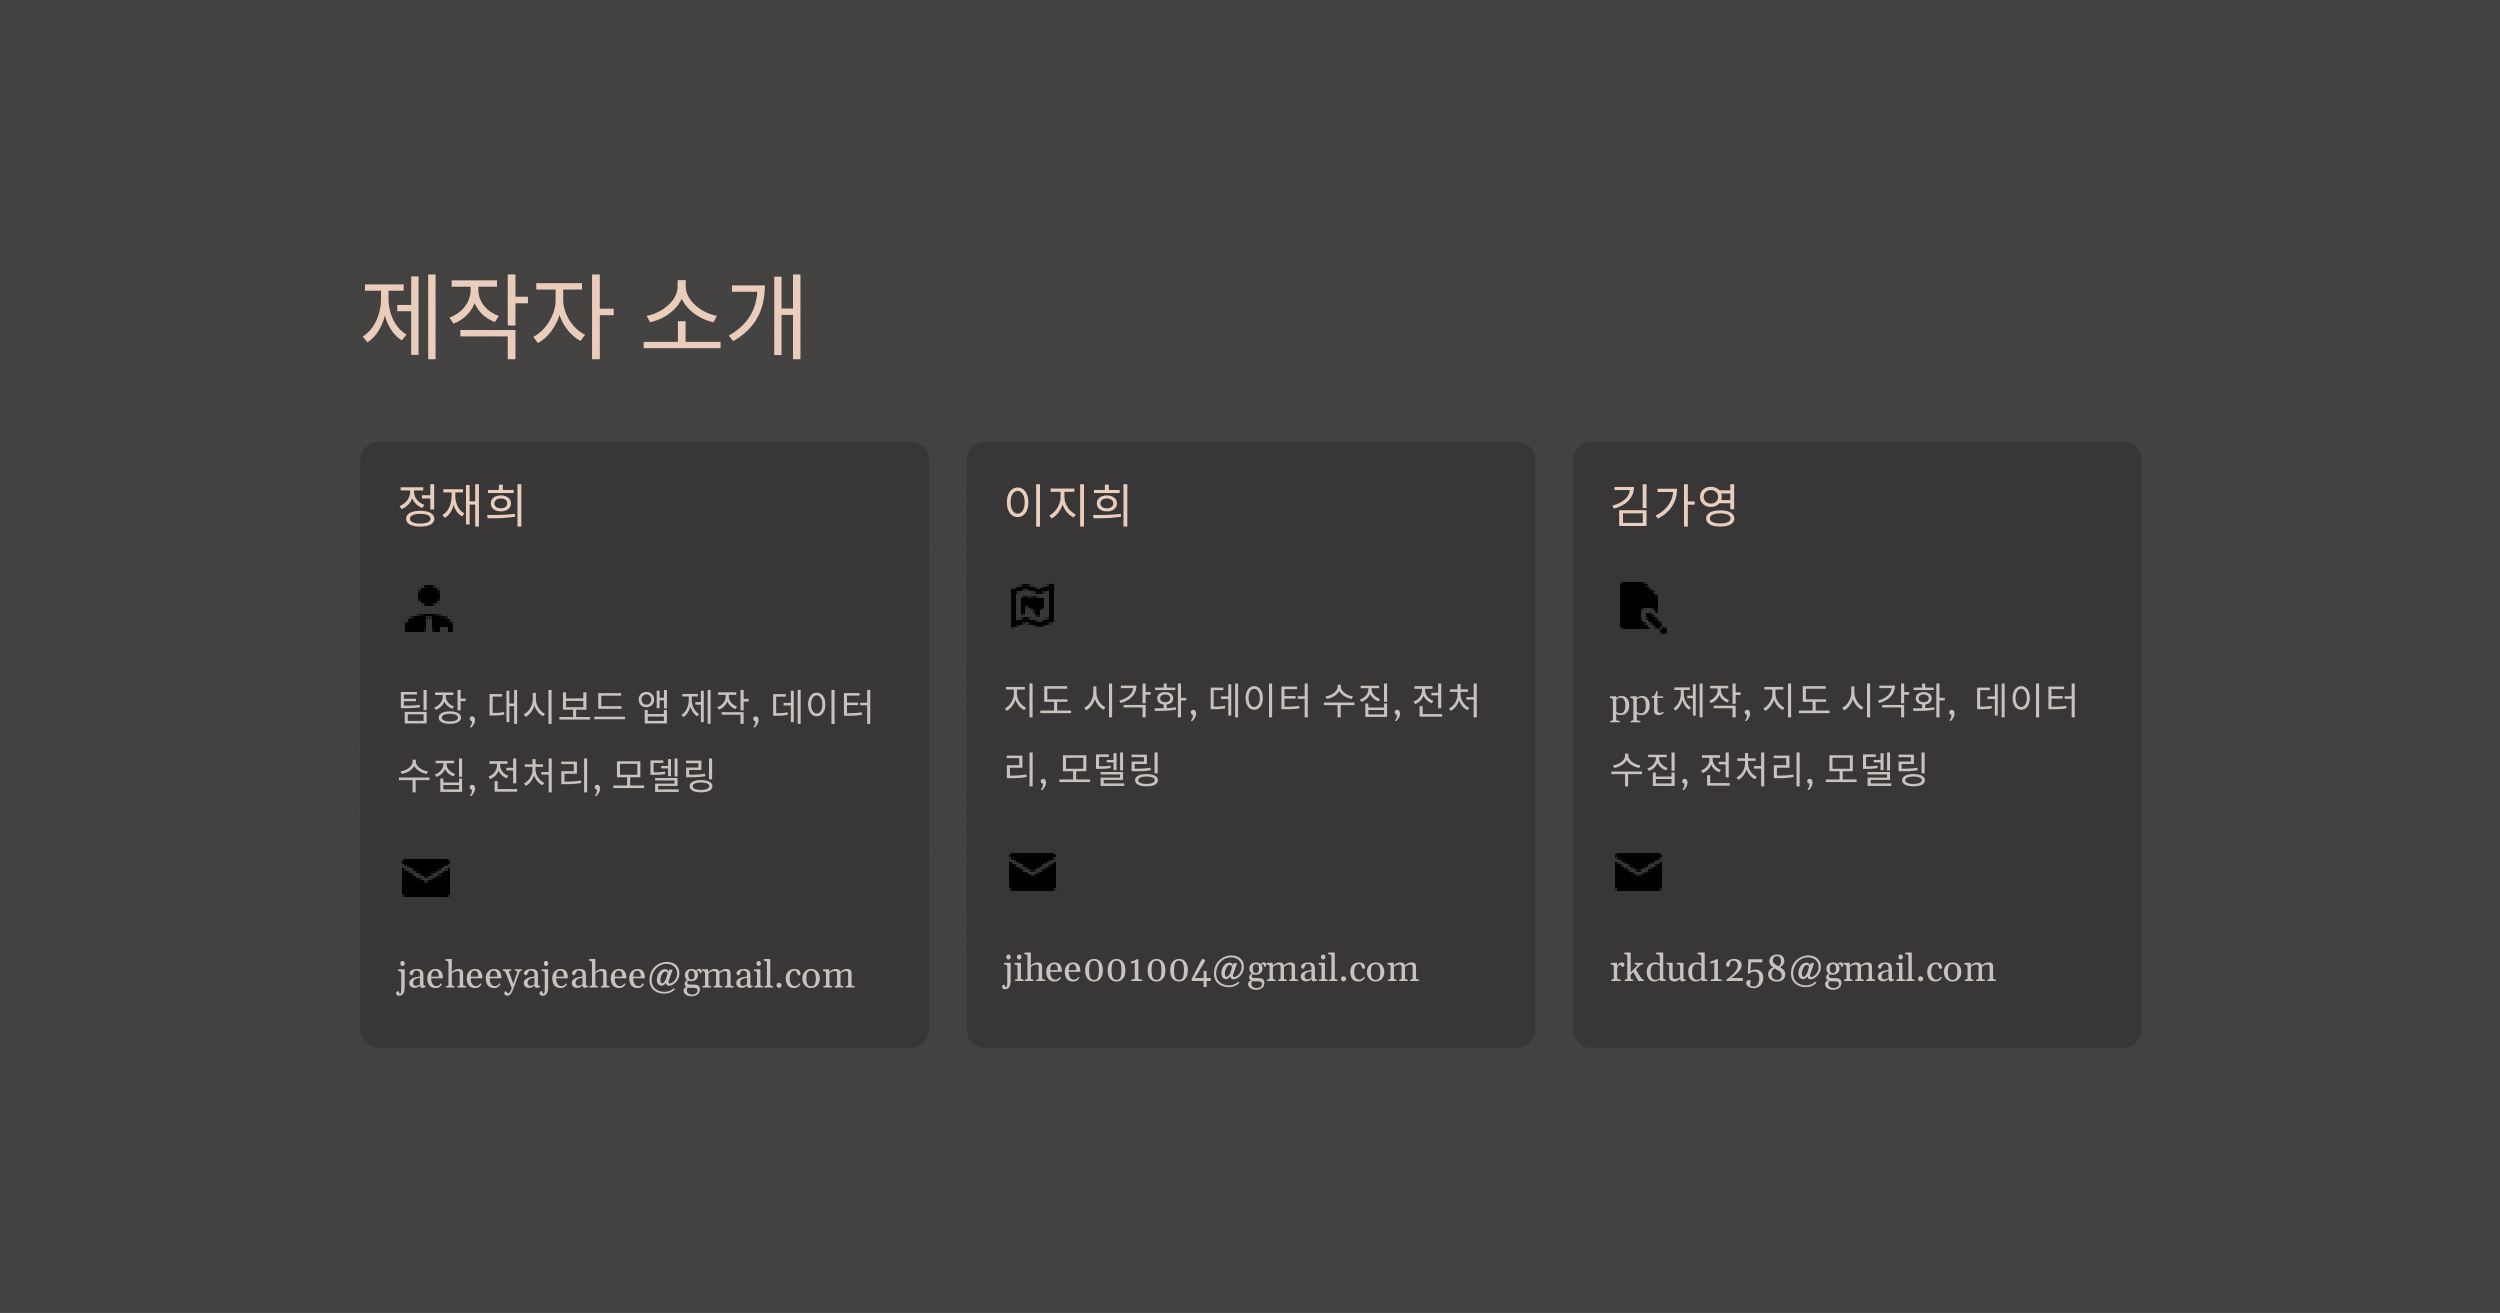 제작자 소개
정재희
팀장, 대시보드 앱 제작, 데이터
수집, 전처리, 모델링
jaeheeyajeahee@gmail.com
이지희
지도 시각화, 데이터 수집, 전처
리, 모델링
jihee001004@gmail.com
김가영
ppt 제작, 지도 시각화, 데이터
수집, 전처리, 모델링
rkdud1258@gmail.com